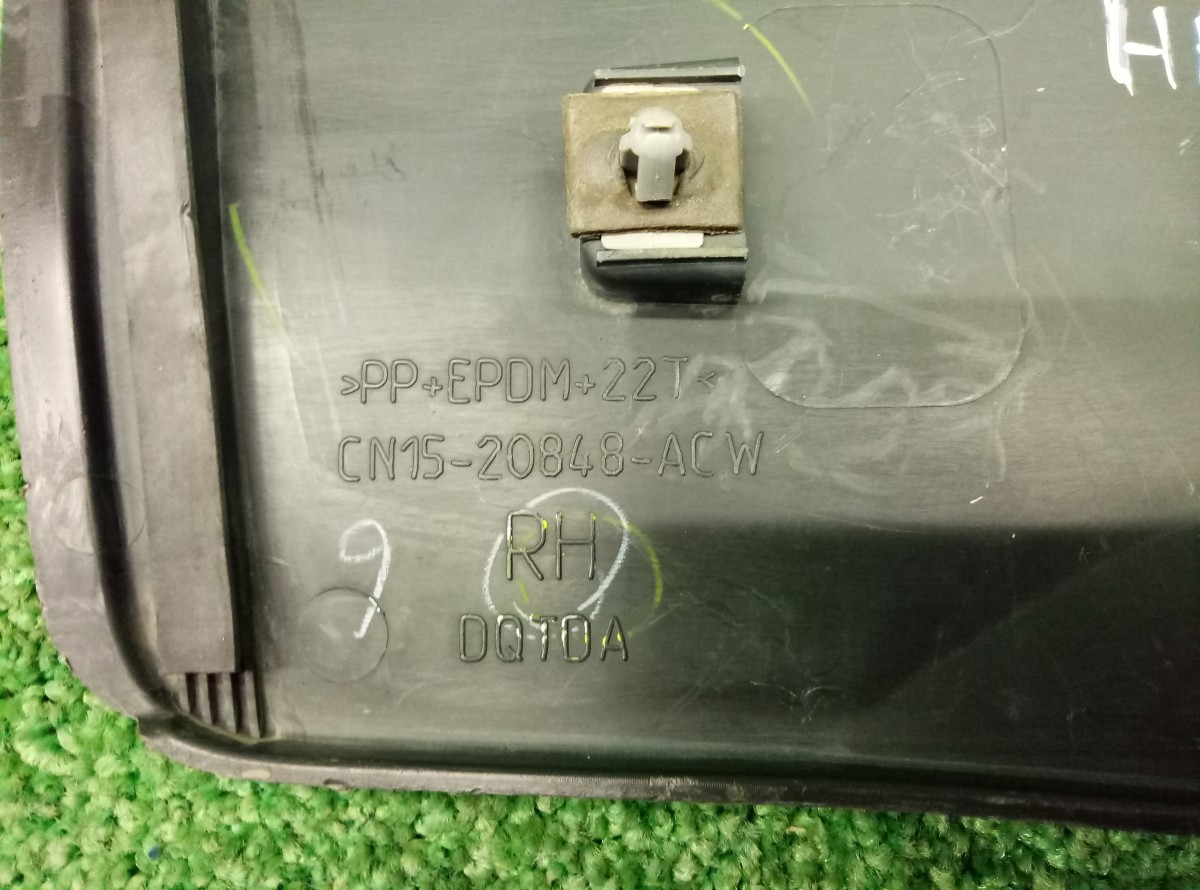 H
>PP+EPDM+22T<
CN15-20848-ACW
9
RH
DQTDA